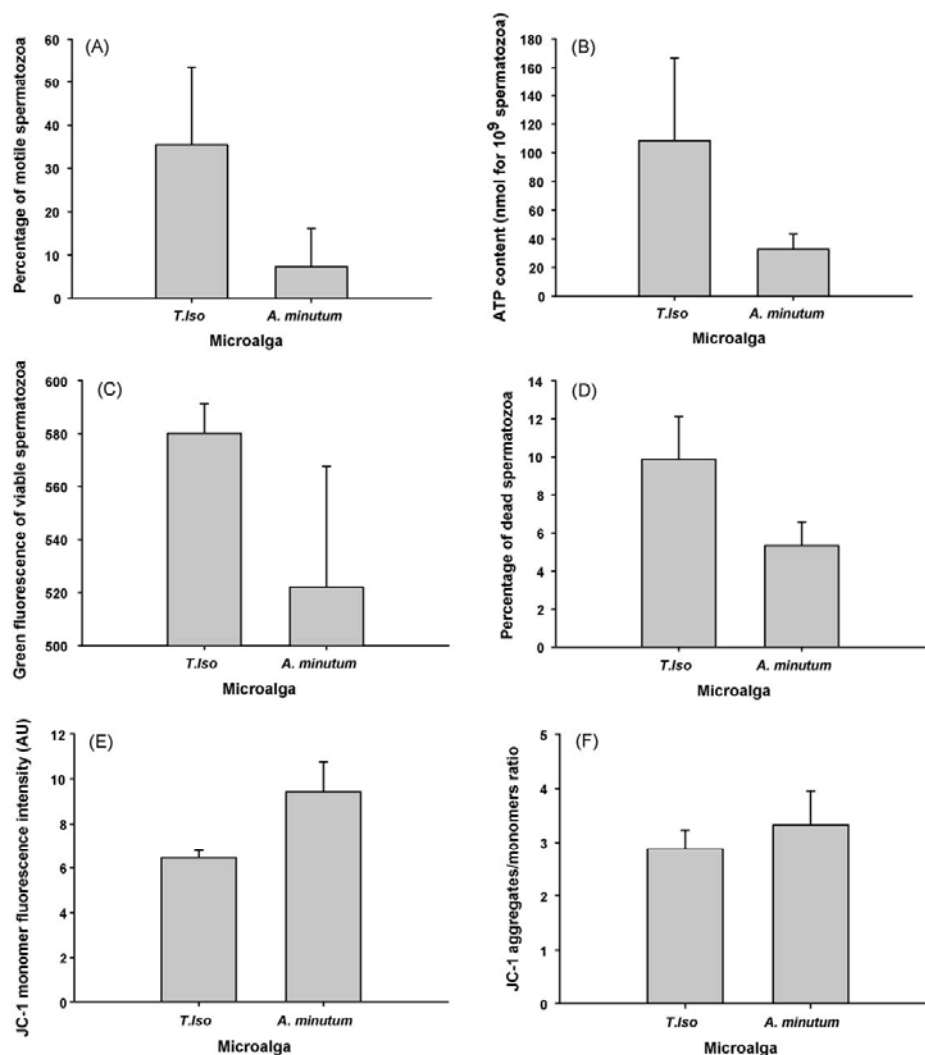 (A)
Percentage of motile spermatozoa
60
50
40
30
20
10
0
T.Iso A. minutum
Microalga
(B)
ATP content (nmol for 10⁹ spermatozoa)
180
160
140
120
100
80
60
40
20
0
T.Iso A. minutum
Microalga
(C)
Green fluorescence of viable spermatozoa
600
580
560
540
520
500
T.Iso A. minutum
Microalga
(D)
Percentage of dead spermatozoa
14
12
10
8
6
4
2
0
T.Iso A. minutum
Microalga
(E)
JC-1 monomer fluorescence intensity (AU)
12
10
8
6
4
2
0
T.Iso A. minutum
Microalga
(F)
JC-1 aggregates/monomers ratio
5
4
3
2
1
0
T.Iso A. minutum
Microalga